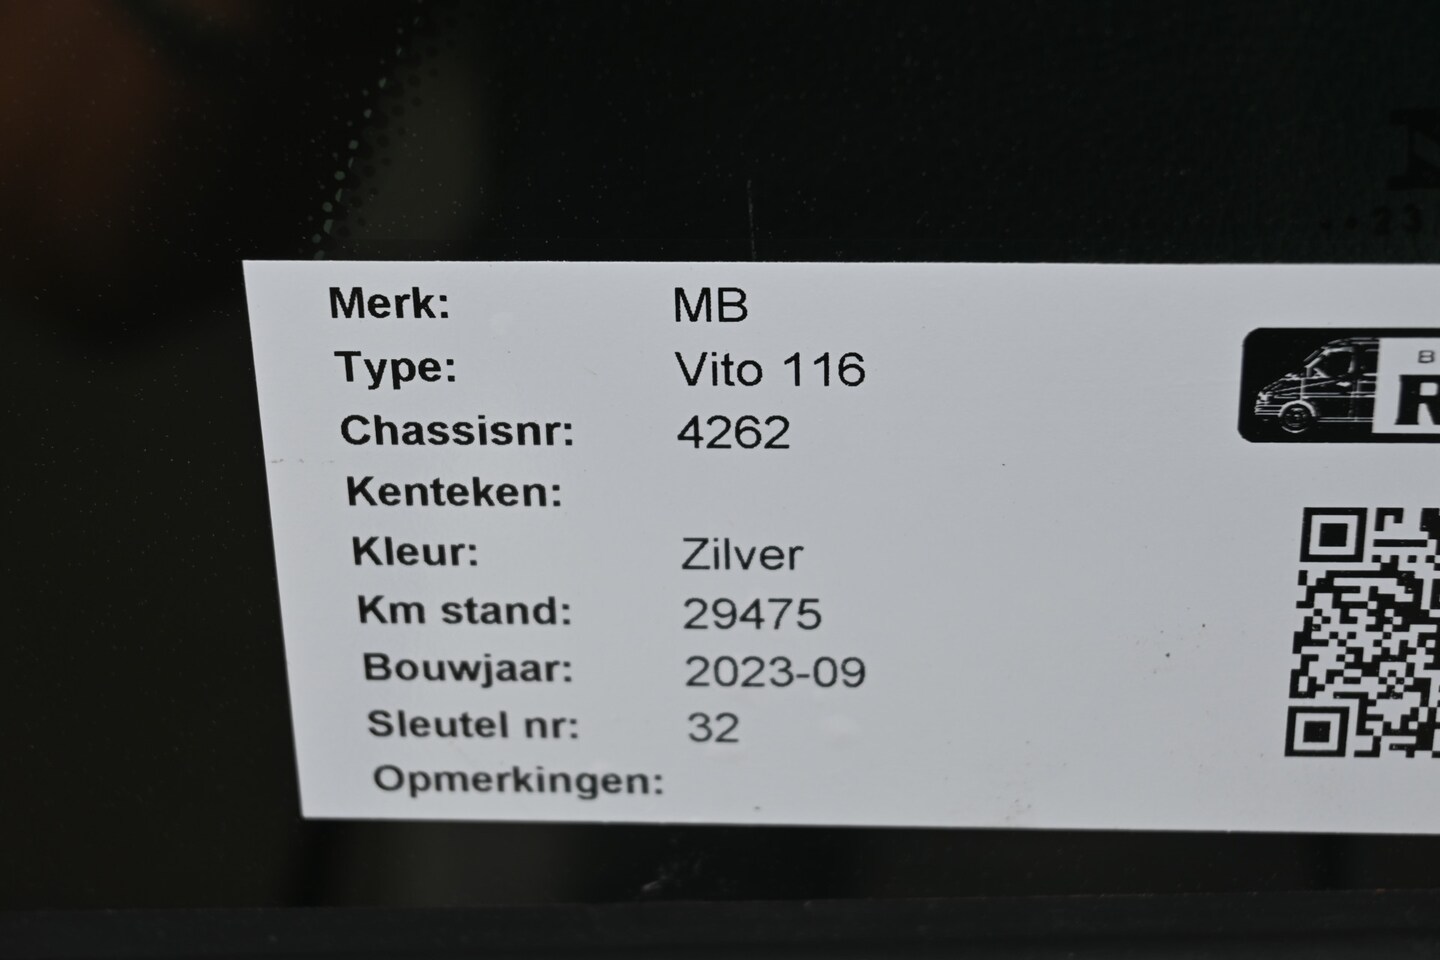 Merk: MB
Type: Vito 116
Chassisnr: 4262
Kenteken:
Kleur: Zilver
Km stand: 29475
Bouwjaar: 2023-09
Sleutel nr: 32
Opmerkingen: